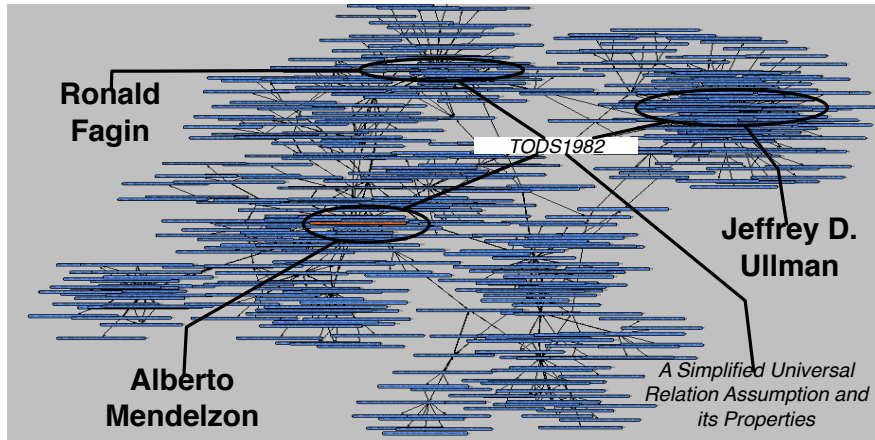 Ronald
Fagin
TODS1982
Jeffrey D.
Ullman
Alberto
Mendelzon
A Simplified Universal
Relation Assumption and
its Properties